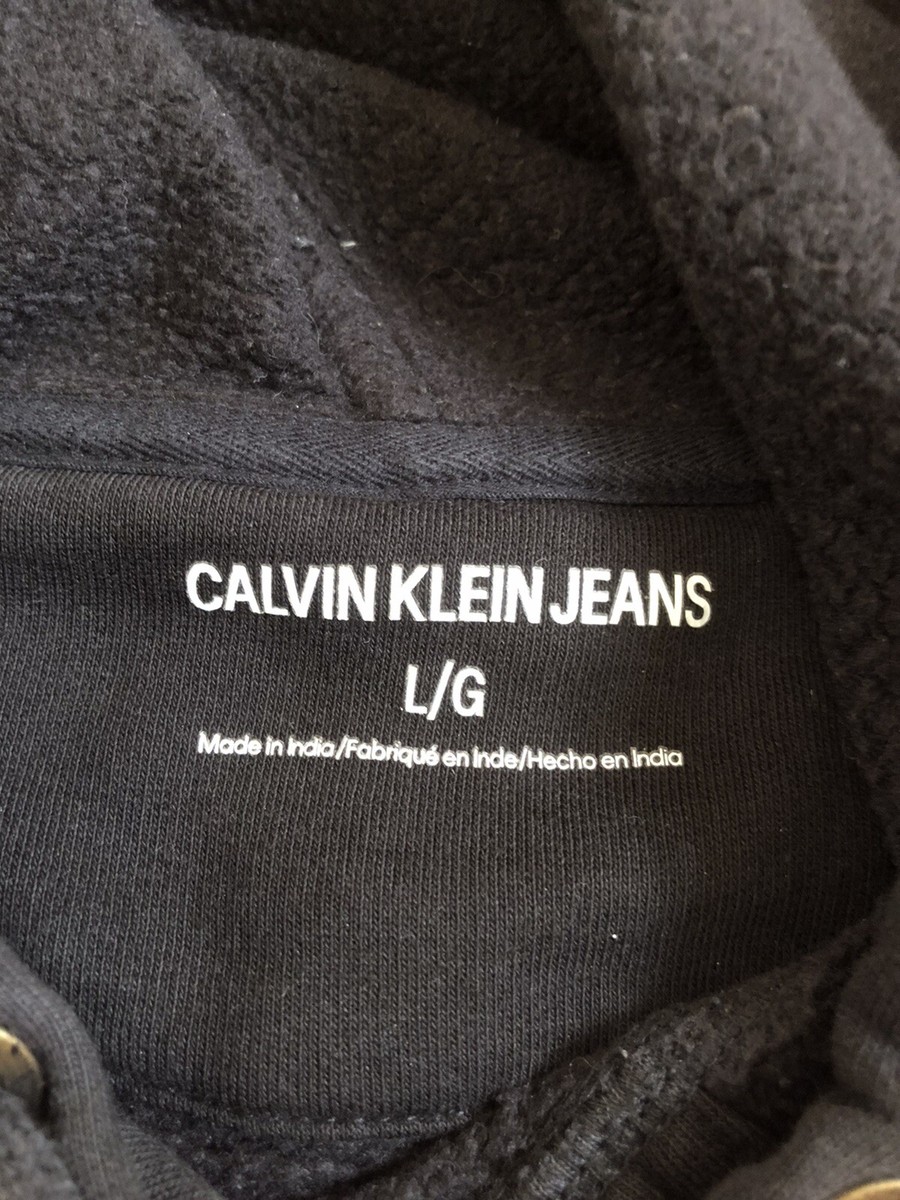 CALVIN KLEIN JEANS
L/G
Made in India/Fabriqué en Inde/Hecho en India